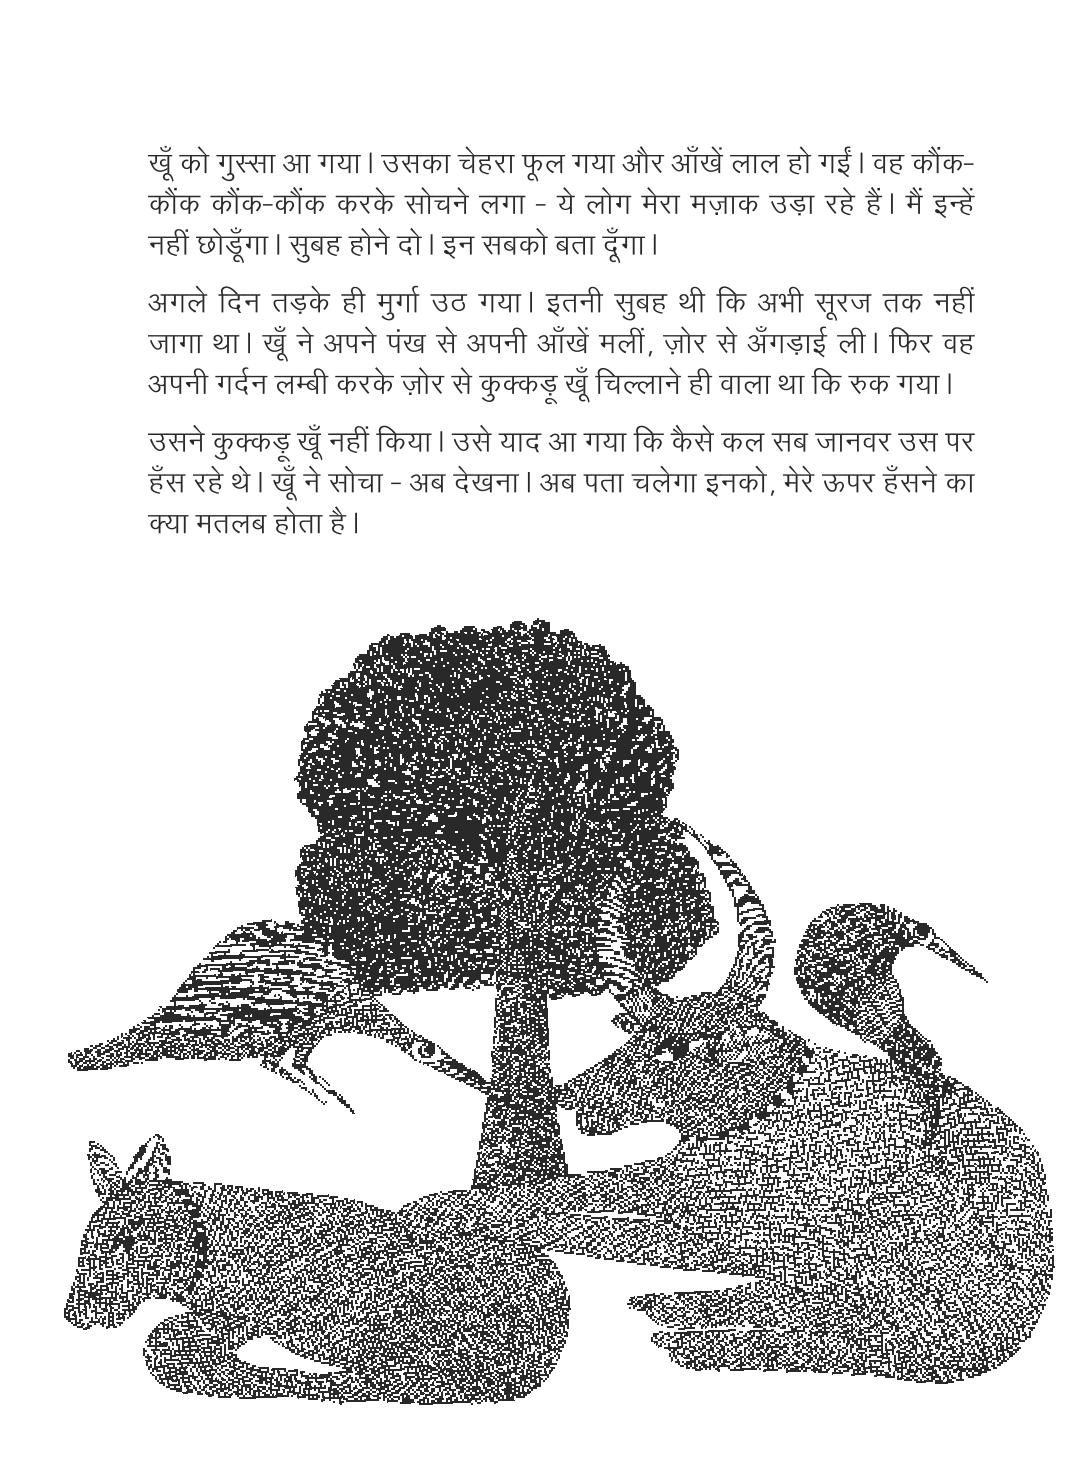 खूँ को गुस्सा आ गया। उसका चेहरा फूल गया और आँखें लाल हो गईं। वह कौंक-
कौंक कौंक-कौंक करके सोचने लगा - ये लोग मेरा मज़ाक उड़ा रहे हैं। मैं इन्हें
नहीं छोडूँगा। सुबह होने दो। इन सबको बता दूँगा।
अगले दिन तड़के ही मुर्गा उठ गया। इतनी सुबह थी कि अभी सूरज तक नहीं
जागा था। खूँ ने अपने पंख से अपनी आँखें मलीं, ज़ोर से अँगड़ाई ली। फिर वह
अपनी गर्दन लम्बी करके ज़ोर से कुक्कड़ू खूँ चिल्लाने ही वाला था कि रुक गया।
उसने कुक्कड़ू खूँ नहीं किया। उसे याद आ गया कि कैसे कल सब जानवर उस पर
हँस रहे थे। खूँ ने सोचा - अब देखना। अब पता चलेगा इनको, मेरे ऊपर हँसने का
क्या मतलब होता है।